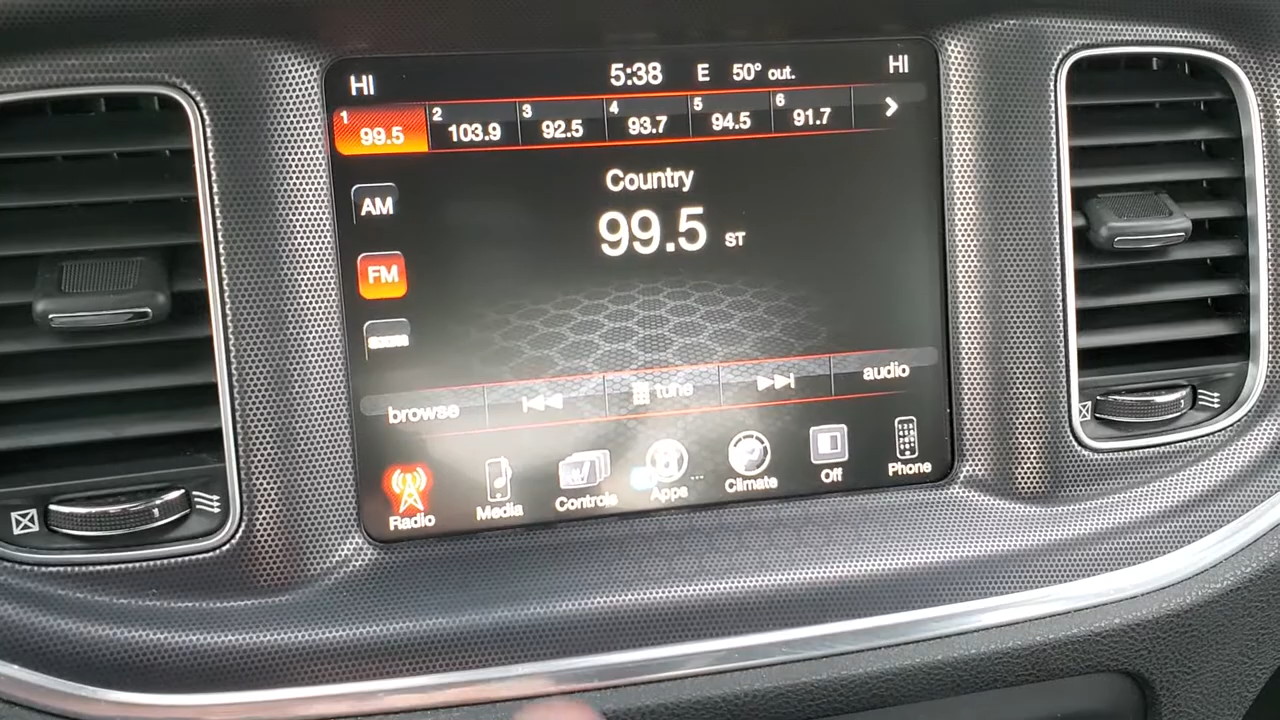 HI 5:38 E 50° out. HI
1 99.5 2 103.9 3 92.5 4 93.7 5 94.5 6 91.7
Country
99.5 ST
AM
FM
browse tune audio
Radio Media Controls Apps Climate Off Phone